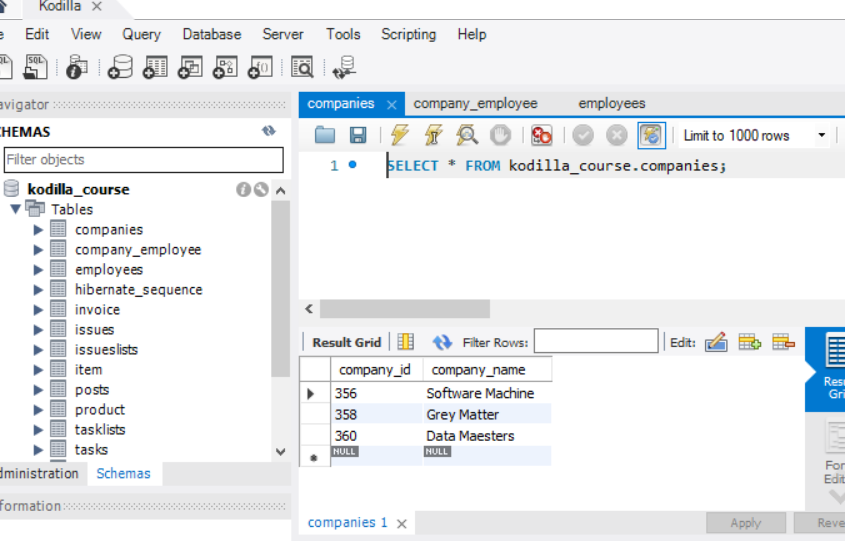 Kodilla
Edit View Query Database Server Tools Scripting Help
SQL SQL
avigator
CHEMAS
Filter objects
kodilla_course
Tables
companies
company_employee
employees
hibernate_sequence
invoice
issues
issueslists
item
posts
product
tasklists
tasks
dministration Schemas
formation
companies company_employee employees
Limit to 1000 rows
1 SELECT * FROM kodilla_course.companies;
Result Grid Filter Rows: Edit:
company_id company_name
356 Software Machine
358 Grey Matter
360 Data Maesters
NULL NULL
Resu
Gri
For
Edit
companies 1
Apply Reve